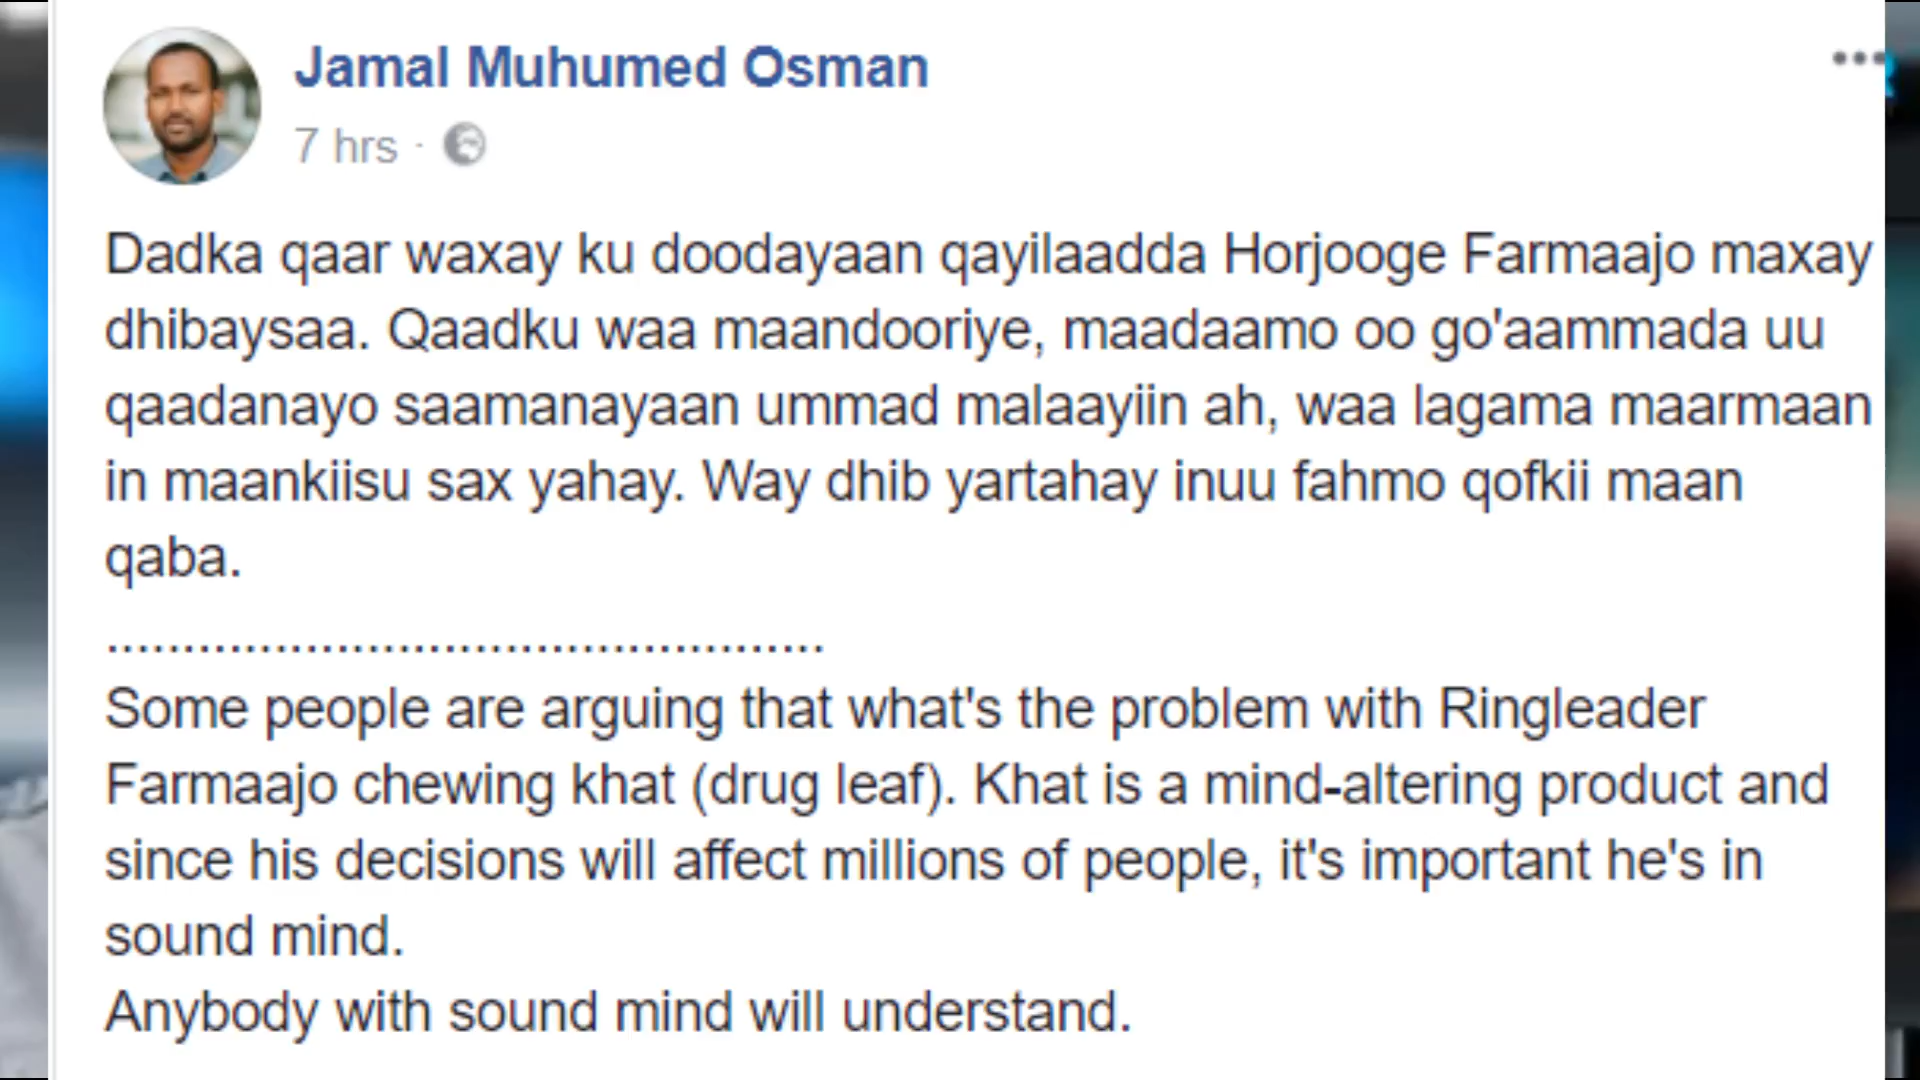 Jamal Muhumed Osman
7 hrs ·
Dadka qaar waxay ku doodayaan qayilaadda Horjooge Farmaajo maxay
dhibaysaa. Qaadku waa maandooriye, maadaamo oo go'aammada uu
qaadanayo saamanayaan ummad malaayiin ah, waa lagama maarmaan
in maankiisu sax yahay. Way dhib yartahay inuu fahmo qofkii maan
qaba.
................................................
Some people are arguing that what's the problem with Ringleader
Farmaajo chewing khat (drug leaf). Khat is a mind-altering product and
since his decisions will affect millions of people, it's important he's in
sound mind.
Anybody with sound mind will understand.